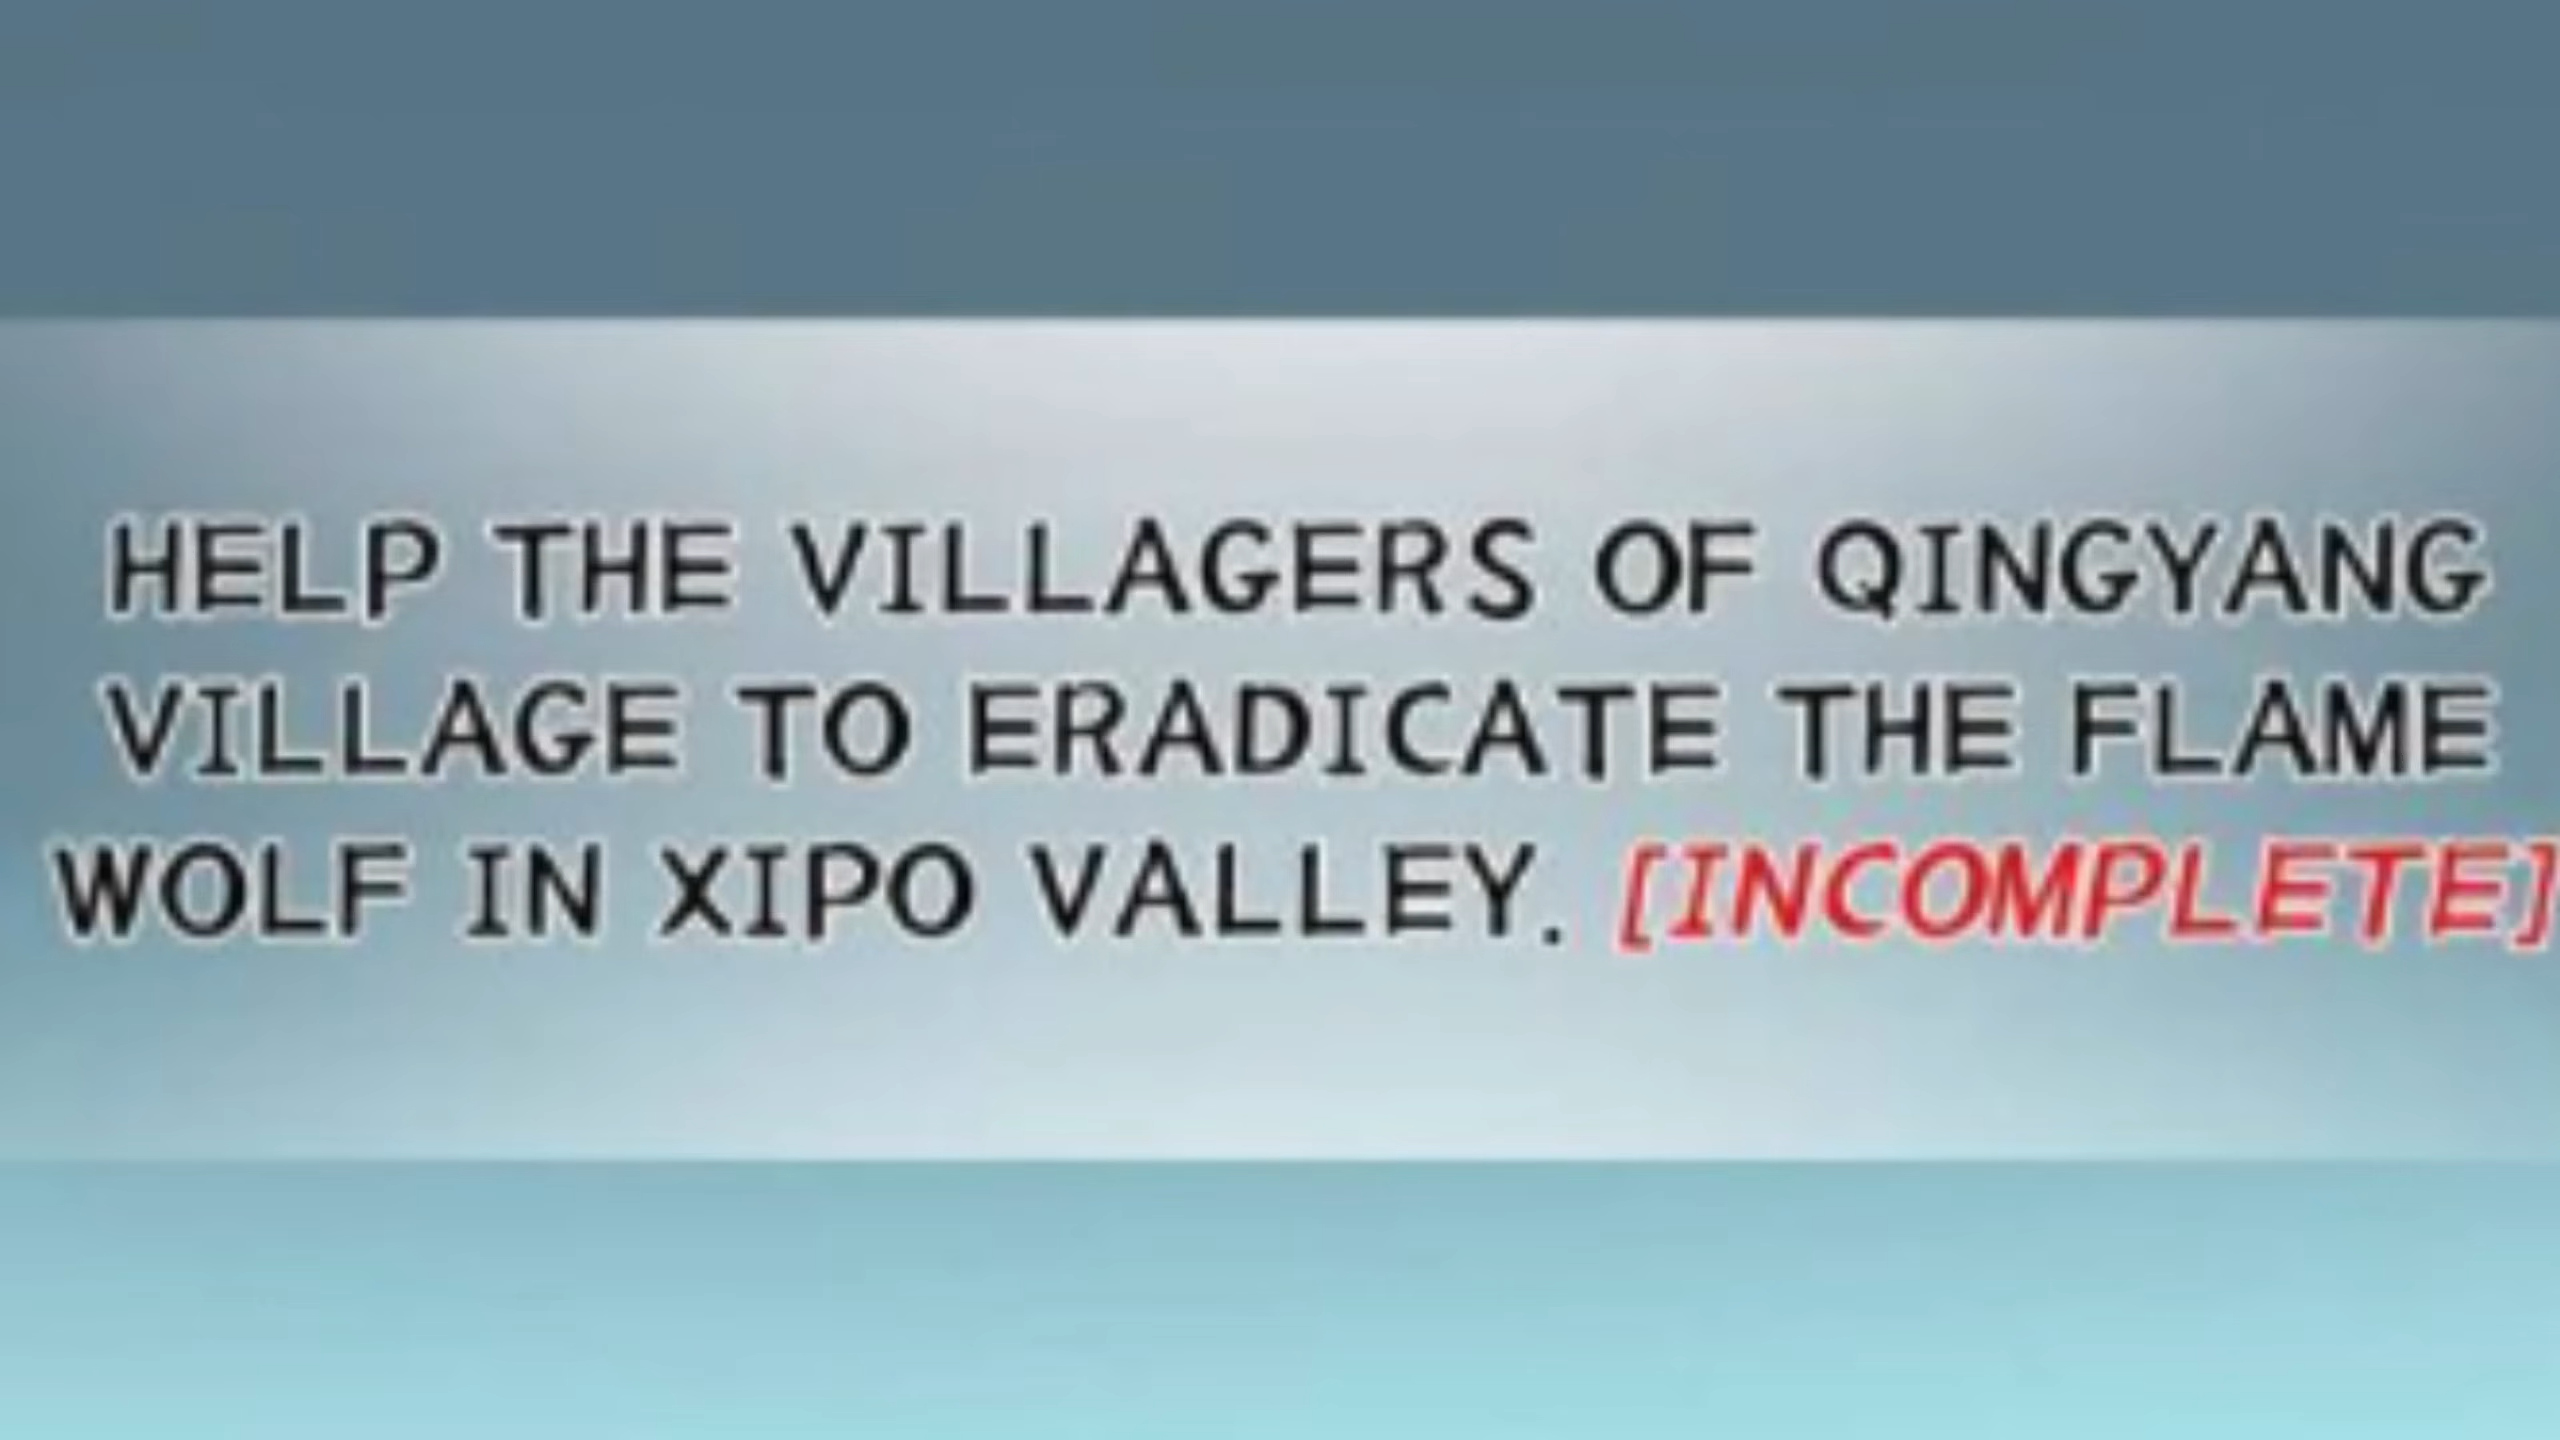 HELP THE VILLAGERS OF QINGYANG
VILLAGE TO ERADICATE THE FLAME
WOLF IN XIPO VALLEY. [INCOMPLETE]